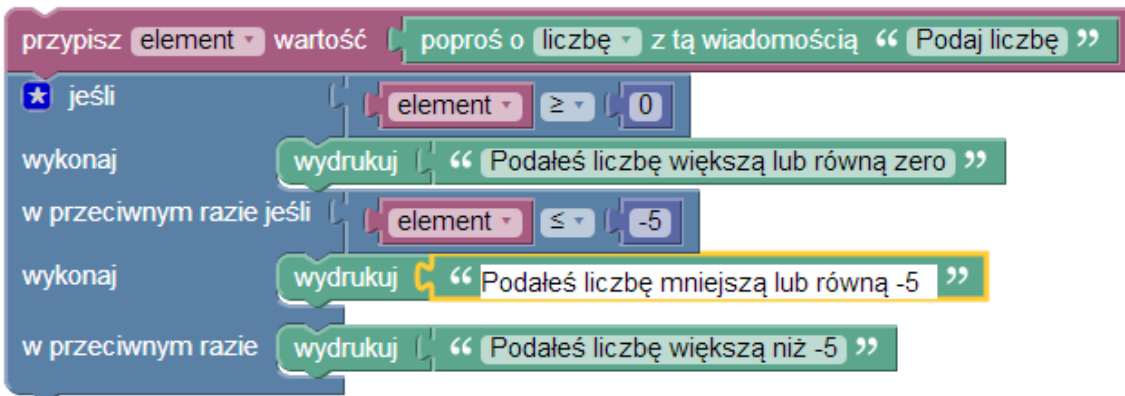 przypisz element wartość poproś o liczbę z tą wiadomością “ Podaj liczbę ”
jeśli element ≥ 0
wykonaj wydrukuj “ Podałeś liczbę większą lub równą zero ”
w przeciwnym razie jeśli element ≤ -5
wykonaj wydrukuj “ Podałeś liczbę mniejszą lub równą -5 ”
w przeciwnym razie wydrukuj “ Podałeś liczbę większą niż -5 ”